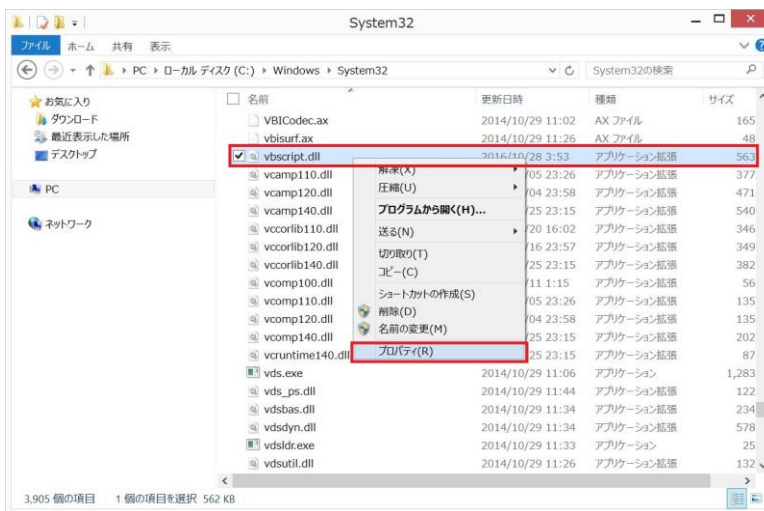 System32
ファイル ホーム 共有 表示
PC ローカル ディスク (C:) Windows System32 System32の検索
お気に入り
ダウンロード
最近表示した場所
デスクトップ
PC
ネットワーク
名前 更新日時 種類 サイズ
VBICodec.ax 2014/10/29 11:02 AX ファイル 165
vbisurf.ax 2014/10/29 11:26 AX ファイル 48
vbscript.dll 2016/10/28 3:53 アプリケーション拡張 563
vcamp110.dll /05 23:26 アプリケーション拡張 377
vcamp120.dll /04 23:58 アプリケーション拡張 471
vcamp140.dll /25 23:15 アプリケーション拡張 540
vccorlib110.dll /20 16:02 アプリケーション拡張 346
vccorlib120.dll /16 23:57 アプリケーション拡張 349
vccorlib140.dll /25 23:15 アプリケーション拡張 382
vcomp100.dll /11 1:15 アプリケーション拡張 56
vcomp110.dll /05 23:26 アプリケーション拡張 135
vcomp120.dll /04 23:58 アプリケーション拡張 135
vcomp140.dll /25 23:15 アプリケーション拡張 202
vcruntime140.dll /25 23:15 アプリケーション拡張 87
vds.exe 2014/10/29 11:06 アプリケーション 1,283
vds_ps.dll 2014/10/29 11:44 アプリケーション拡張 122
vdsbas.dll 2014/10/29 11:34 アプリケーション拡張 234
vdsdyn.dll 2014/10/29 11:34 アプリケーション拡張 578
vdsldr.exe 2014/10/29 11:33 アプリケーション 25
vdsutil.dll 2014/10/29 11:26 アプリケーション拡張 132
解凍(X)
圧縮(U)
プログラムから開く(H)...
送る(N)
切り取り(T)
コピー(C)
ショートカットの作成(S)
削除(D)
名前の変更(M)
プロパティ(R)
3,905 個の項目 1 個の項目を選択 562 KB